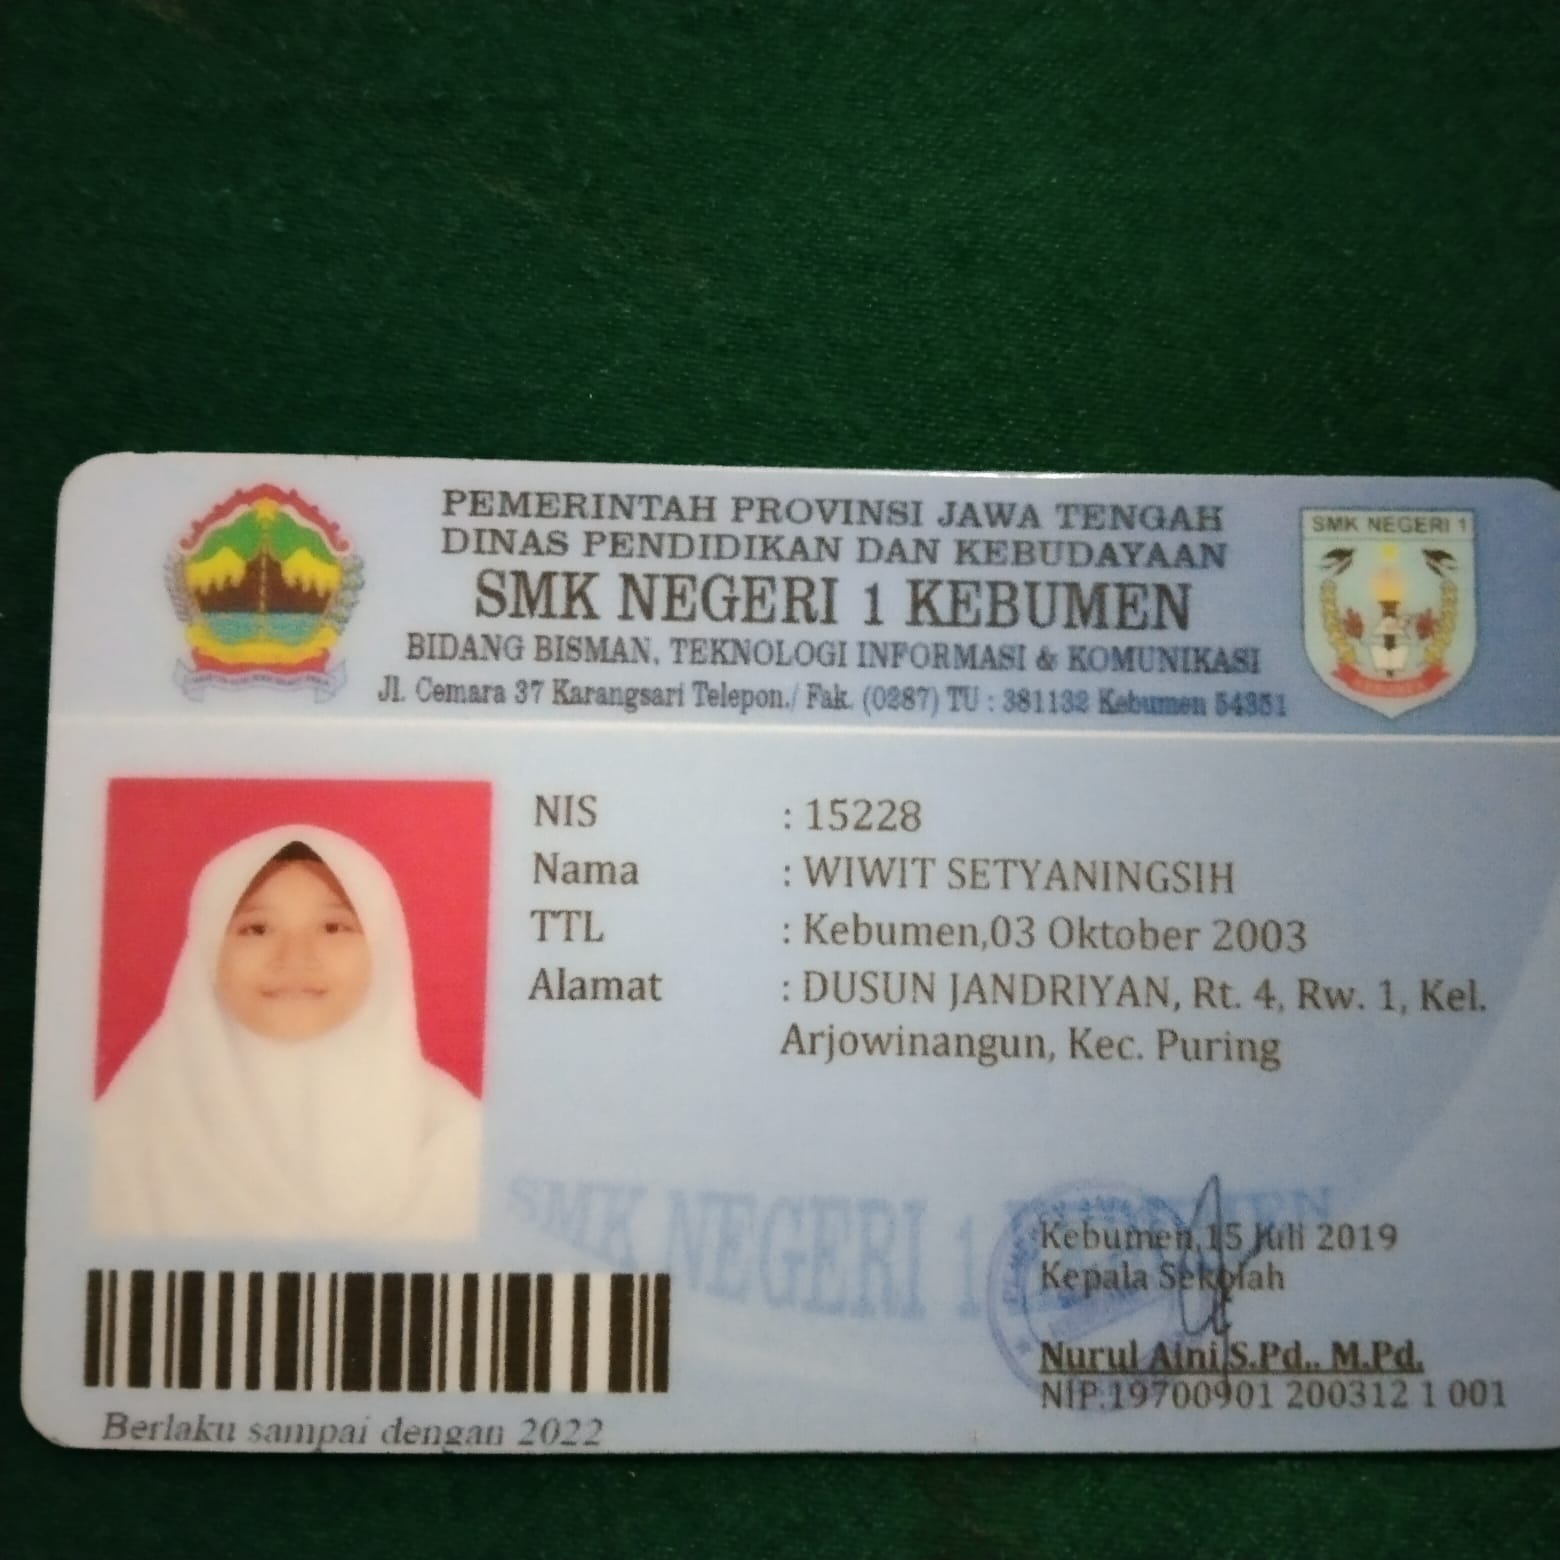 PEMERINTAH PROVINSI JAWA TENGAH
DINAS PENDIDIKAN DAN KEBUDAYAAN
SMK NEGERI 1 KEBUMEN
BIDANG BISMAN, TEKNOLOGI INFORMASI & KOMUNIKASI
Jl. Cemara 37 Karangsari Telepon./ Fak. (0287) TU : 381132 Kebumen 54351
SMK NEGERI 1
NIS : 15228
Nama : WIWIT SETYANINGSIH
TTL : Kebumen,03 Oktober 2003
Alamat : DUSUN JANDRIYAN, Rt. 4, Rw. 1, Kel.
Arjowinangun, Kec. Puring
SMK NEGERI 1 KEBUMEN
Kebumen,15 Juli 2019
Kepala Sekolah
Nurul Aini,S.Pd., M.Pd.
NIP.19700901 200312 1 001
Berlaku sampai dengan 2022